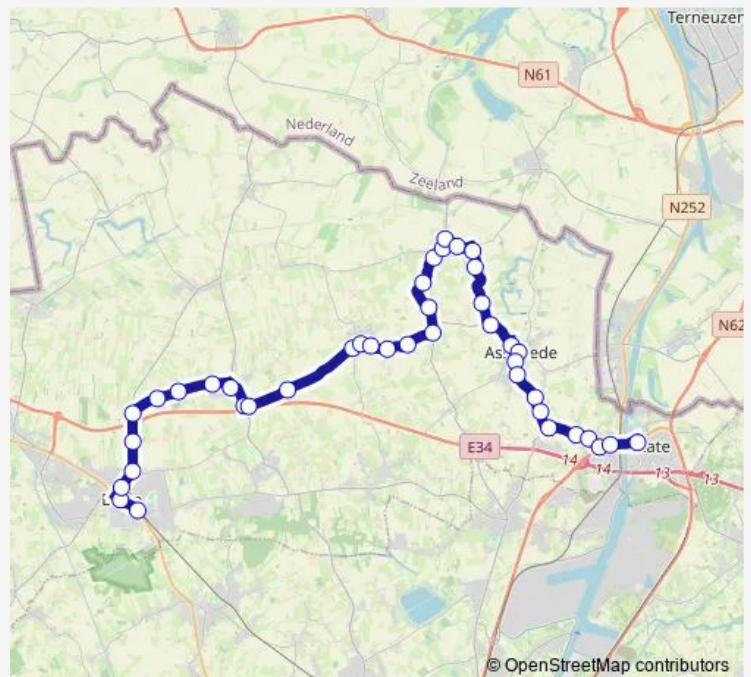 Terneuzen
N61
Nederland
Zeeland
N252
N62
E34
14
14
13
13
© OpenStreetMap contributors